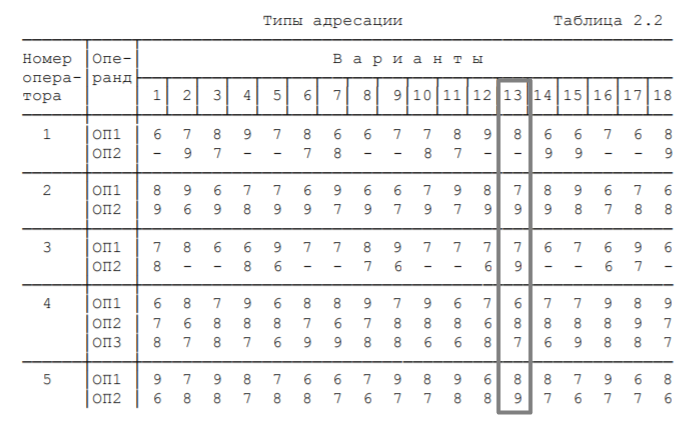 Типы адресации Таблица 2.2
Номер Опе- В а р и а н т ы
опера- ранд
тора 1 2 3 4 5 6 7 8 9 10 11 12 13 14 15 16 17 18
1 ОП1 6 7 8 9 7 8 6 6 7 7 8 9 8 6 6 7 6 8
ОП2 – 9 7 – – 7 8 – – 8 7 – – 9 9 – – 9
2 ОП1 8 9 6 7 7 6 9 6 6 7 9 8 7 8 9 6 7 6
ОП2 9 6 9 8 9 9 7 9 7 9 7 9 9 9 8 7 8 8
3 ОП1 7 8 6 6 9 7 7 8 9 7 7 7 7 6 7 6 9 6
ОП2 8 – – 8 6 – – 7 6 – – 6 9 – – 6 7 –
4 ОП1 6 8 7 9 6 8 8 9 7 9 6 7 6 7 7 9 8 9
ОП2 7 6 8 8 8 7 6 7 8 8 8 6 8 8 8 8 9 7
ОП3 8 7 8 7 6 9 9 8 8 6 6 8 7 6 9 8 8 7
5 ОП1 9 7 9 8 7 6 6 7 9 8 9 6 8 8 7 9 6 8
ОП2 6 8 8 7 8 8 7 6 7 7 8 8 9 7 6 7 7 6